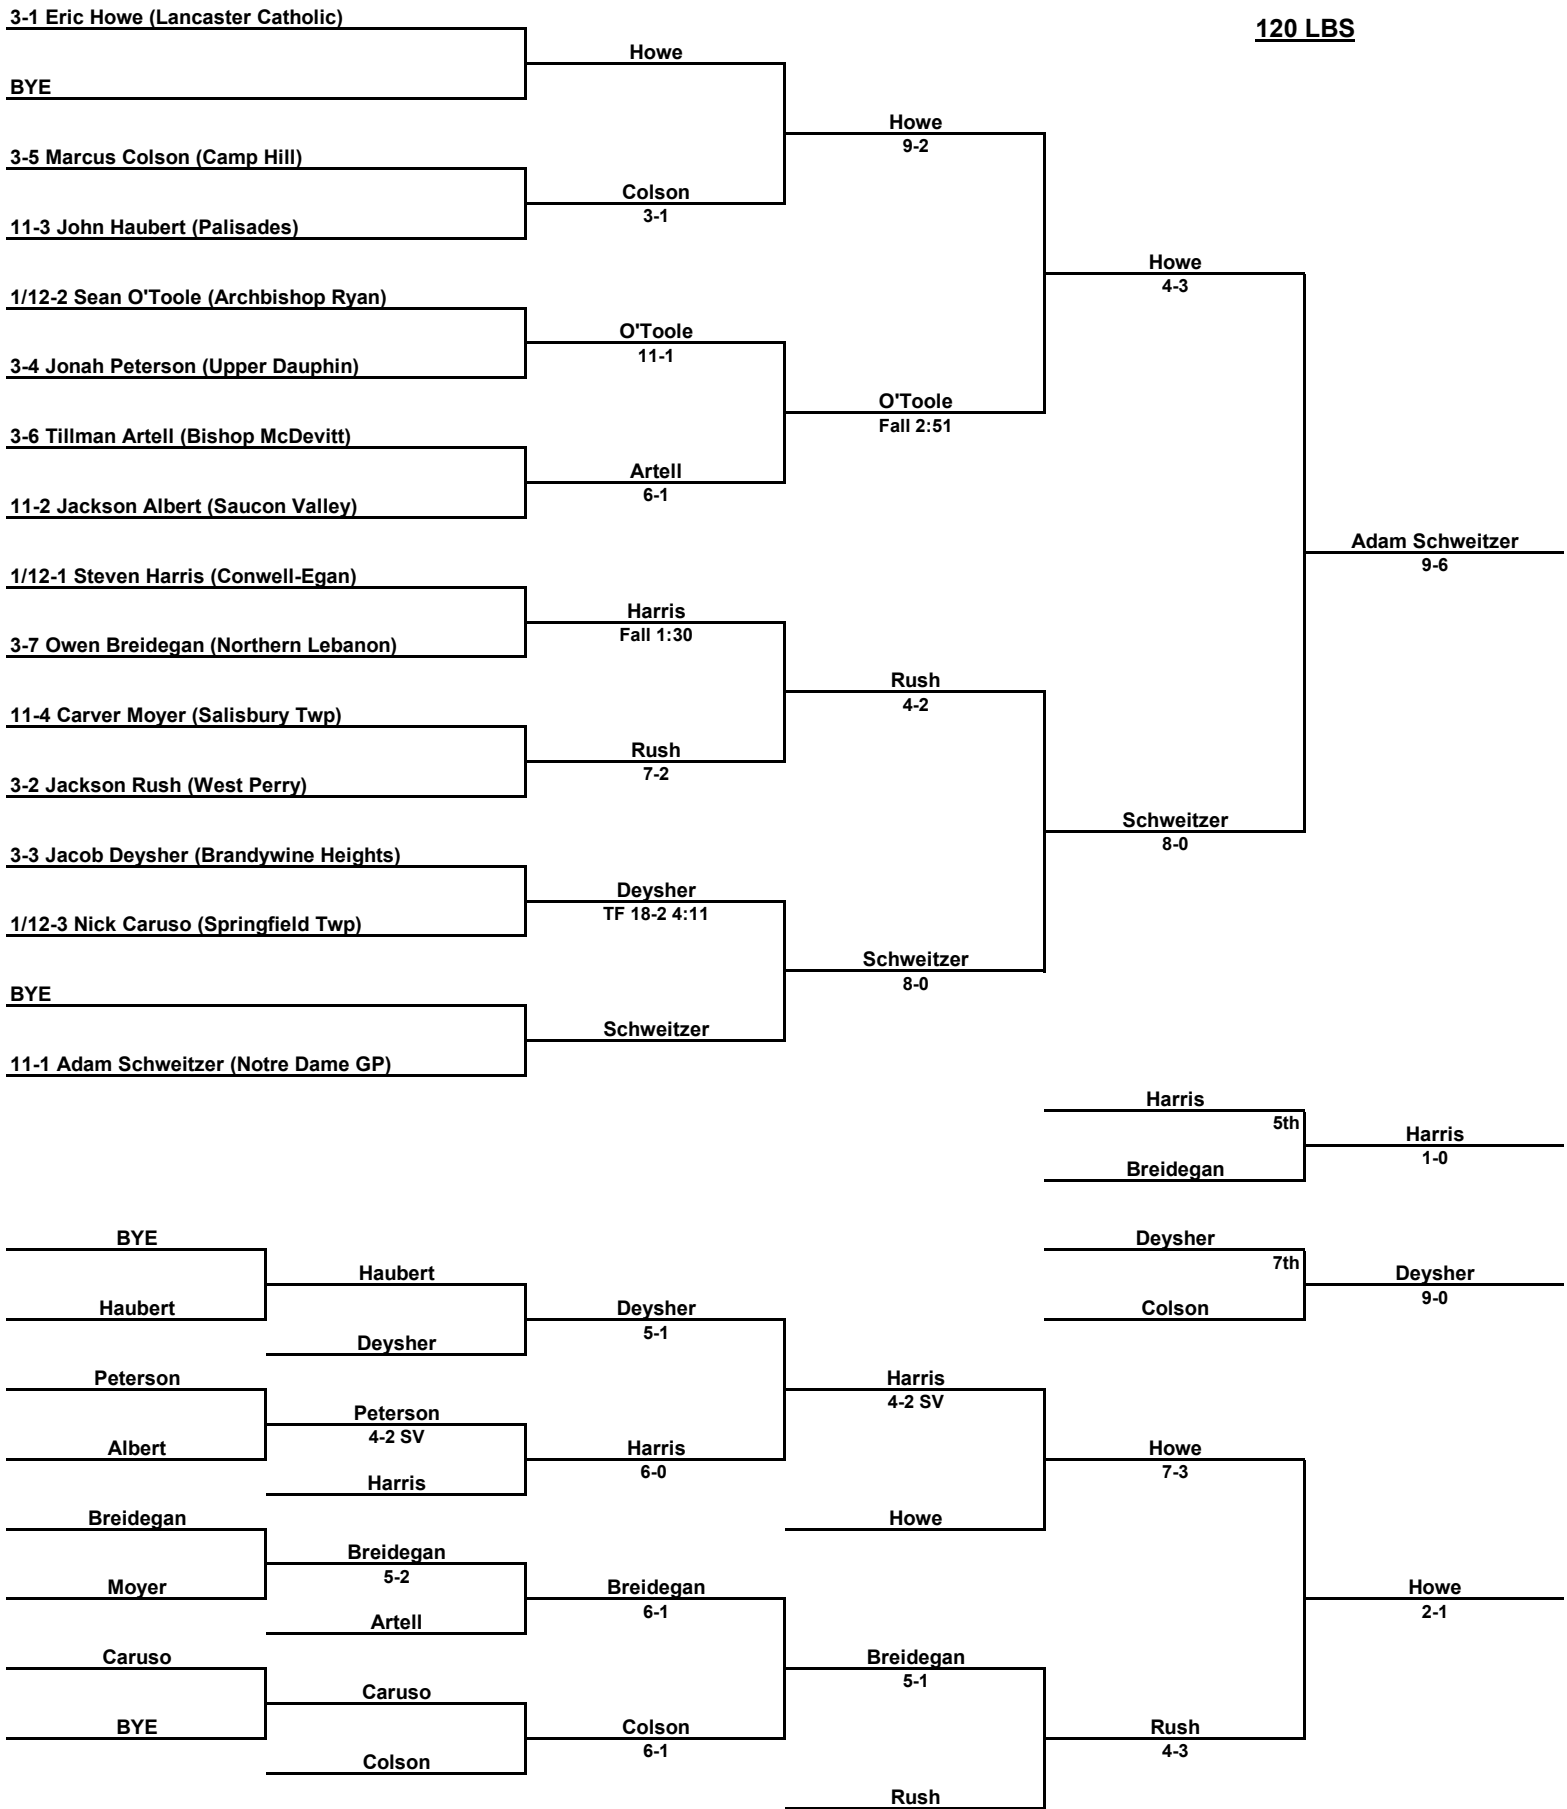 3-1 Eric Howe (Lancaster Catholic)
120 LBS
Howe
BYE
Howe
9-2
3-5 Marcus Colson (Camp Hill)
Colson
3-1
11-3 John Haubert (Palisades)
Howe
4-3
1/12-2 Sean O'Toole (Archbishop Ryan)
O'Toole
11-1
3-4 Jonah Peterson (Upper Dauphin)
O'Toole
Fall 2:51
3-6 Tillman Artell (Bishop McDevitt)
Artell
6-1
11-2 Jackson Albert (Saucon Valley)
Adam Schweitzer
9-6
1/12-1 Steven Harris (Conwell-Egan)
Harris
Fall 1:30
3-7 Owen Breidegan (Northern Lebanon)
Rush
4-2
11-4 Carver Moyer (Salisbury Twp)
Rush
7-2
3-2 Jackson Rush (West Perry)
Schweitzer
8-0
3-3 Jacob Deysher (Brandywine Heights)
Deysher
TF 18-2 4:11
1/12-3 Nick Caruso (Springfield Twp)
Schweitzer
8-0
BYE
Schweitzer
11-1 Adam Schweitzer (Notre Dame GP)
Harris
5th
Harris
1-0
Breidegan
BYE
Deysher
7th
Haubert
Deysher
9-0
Haubert
Deysher
5-1
Colson
Deysher
Peterson
Harris
4-2 SV
Peterson
4-2 SV
Albert
Harris
6-0
Howe
7-3
Harris
Breidegan
Howe
Breidegan
5-2
Moyer
Breidegan
6-1
Howe
2-1
Artell
Caruso
Breidegan
5-1
Caruso
BYE
Colson
6-1
Rush
4-3
Colson
Rush